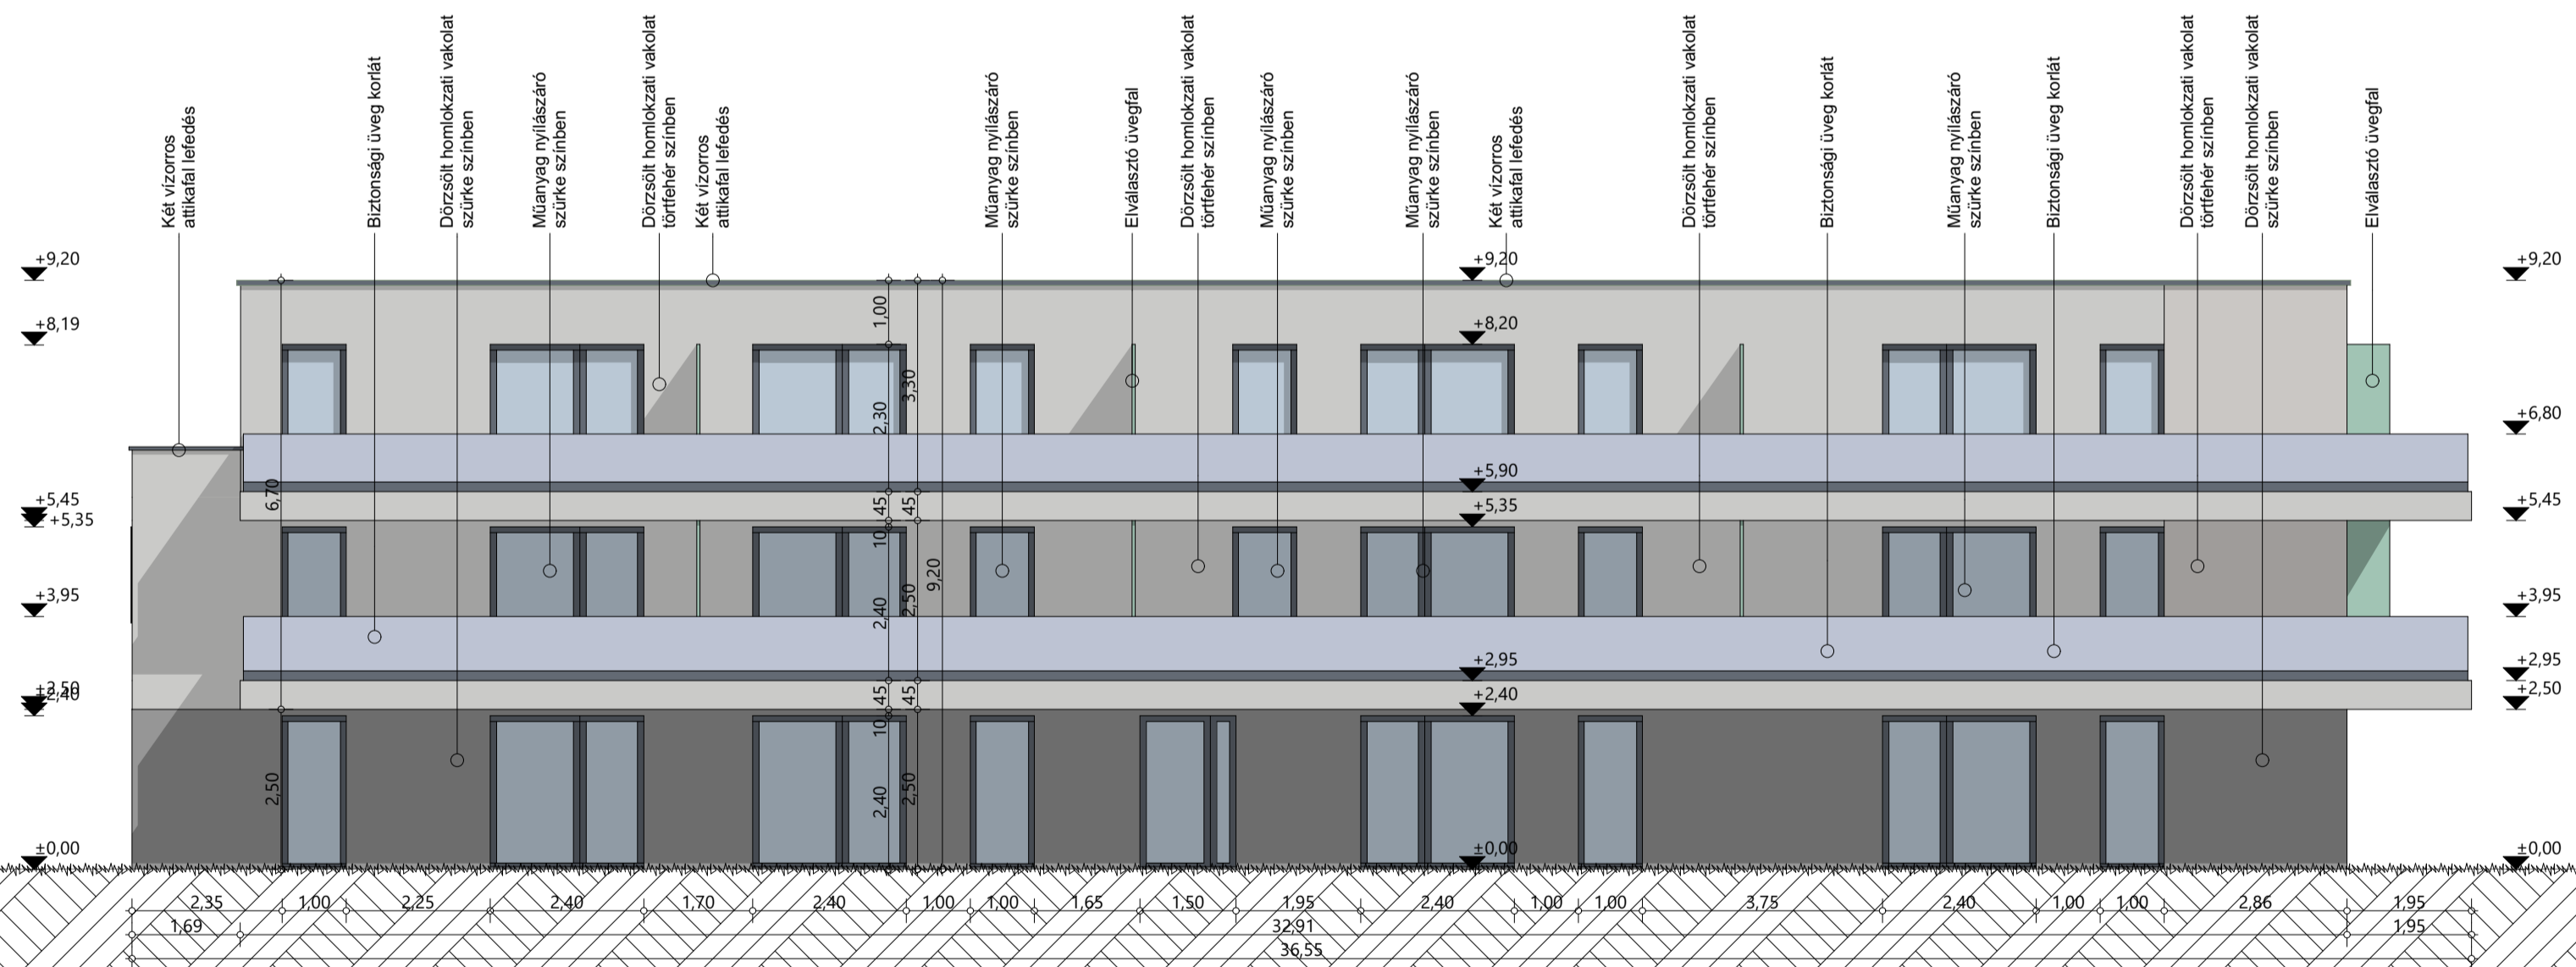 Két vízorros
attikafal lefedés
Biztonsági üveg korlát
Dörzsölt homlokzati vakolat
szürke színben
Műanyag nyílászáró
szürke színben
Dörzsölt homlokzati vakolat
törtfehér színben
Két vízorros
attikafal lefedés
Műanyag nyílászáró
szürke színben
Elválasztó üvegfal
Dörzsölt homlokzati vakolat
törtfehér színben
Műanyag nyílászáró
szürke színben
Műanyag nyílászáró
szürke színben
Két vízorros
attikafal lefedés
Dörzsölt homlokzati vakolat
törtfehér színben
Biztonsági üveg korlát
Műanyag nyílászáró
szürke színben
Biztonsági üveg korlát
Dörzsölt homlokzati vakolat
törtfehér színben
Dörzsölt homlokzati vakolat
szürke színben
Elválasztó üvegfal
+9,20
+8,19
+5,45
+5,35
+3,95
+2,50
+2,40
±0,00
6,70
2,50
1,00
2,30
45
10
2,40
45
10
2,40
3,30
45
2,50
45
2,50
9,20
+9,20
+8,20
+5,90
+5,35
+2,95
+2,40
±0,00
+9,20
+6,80
+5,45
+3,95
+2,95
+2,50
±0,00
2,35 1,00 2,25 2,40 1,70 2,40 1,00 1,00 1,65 1,50 1,95 2,40 1,00 1,00 3,75 2,40 1,00 1,00 2,86 1,95
1,69 32,91 1,95
36,55